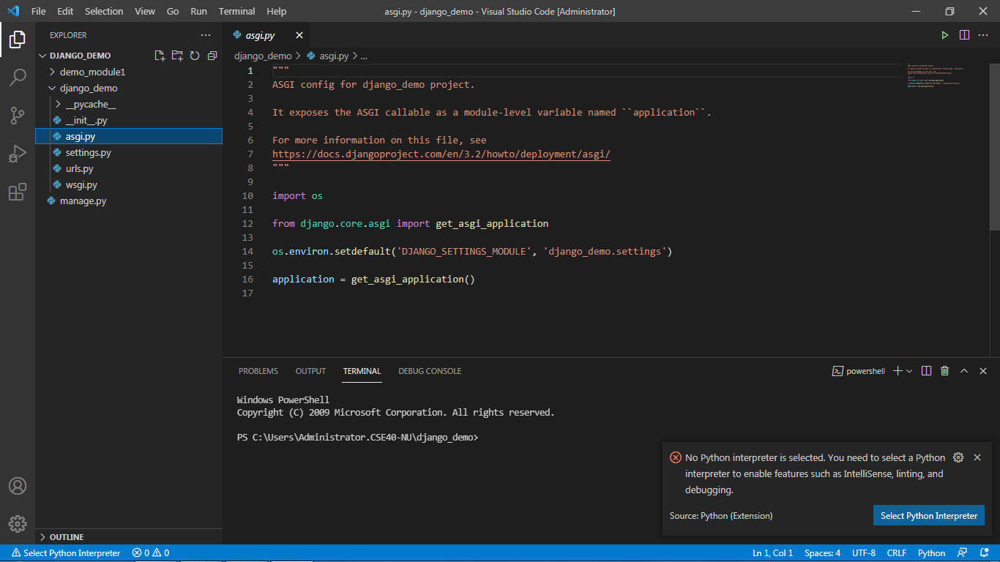 File Edit Selection View Go Run Terminal Help
asgi.py - django_demo - Visual Studio Code [Administrator]
EXPLORER
DJANGO_DEMO
demo_module1
django_demo
__pycache__
__init__.py
asgi.py
settings.py
urls.py
wsgi.py
manage.py
OUTLINE
asgi.py
django_demo > asgi.py > ...
1 """
2 ASGI config for django_demo project.
3
4 It exposes the ASGI callable as a module-level variable named ``application``.
5
6 For more information on this file, see
7 https://docs.djangoproject.com/en/3.2/howto/deployment/asgi/
8 """
9
10 import os
11
12 from django.core.asgi import get_asgi_application
13
14 os.environ.setdefault('DJANGO_SETTINGS_MODULE', 'django_demo.settings')
15
16 application = get_asgi_application()
17
PROBLEMS OUTPUT TERMINAL DEBUG CONSOLE
powershell
Windows PowerShell
Copyright (C) 2009 Microsoft Corporation. All rights reserved.
PS C:\Users\Administrator.CSE40-NU\django_demo>
No Python interpreter is selected. You need to select a Python
interpreter to enable features such as IntelliSense, linting, and
debugging.
Source: Python (Extension)
Select Python Interpreter
Select Python Interpreter 0 0
Ln 1, Col 1 Spaces: 4 UTF-8 CRLF Python